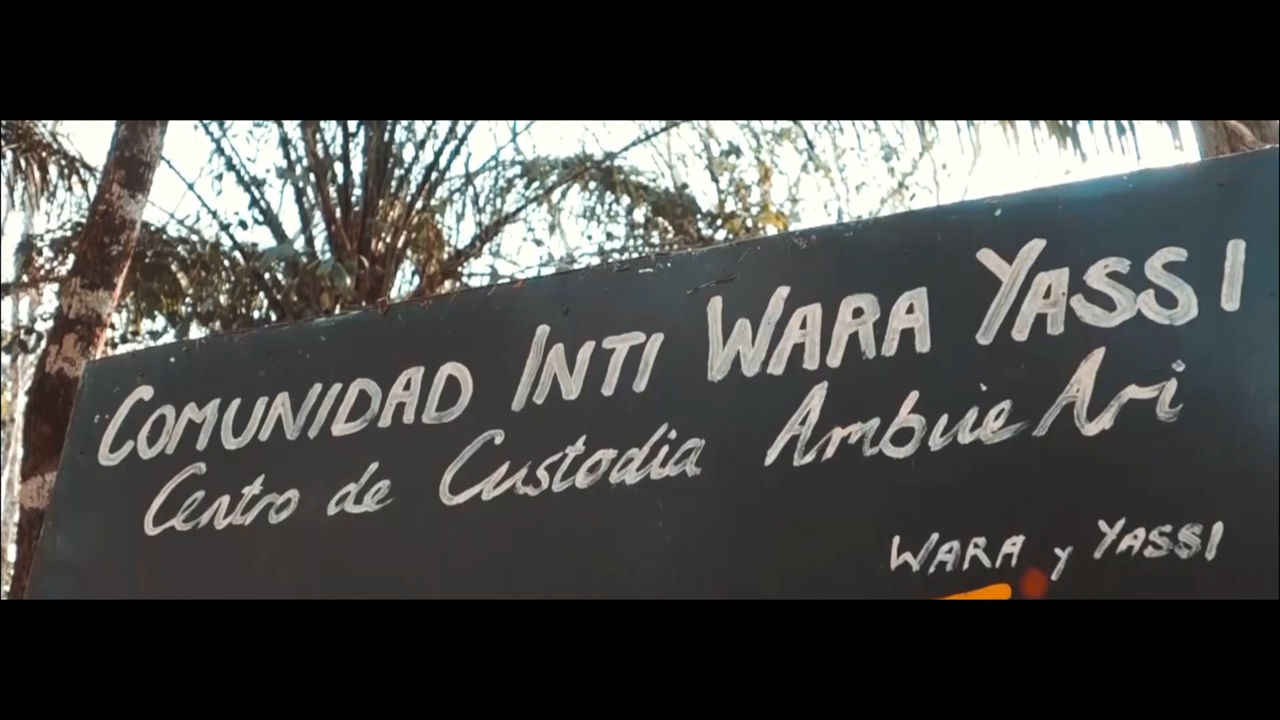 COMUNIDAD INTI WARA YASSI
Centro de Custodia Ambue Ari
WARA y YASSI